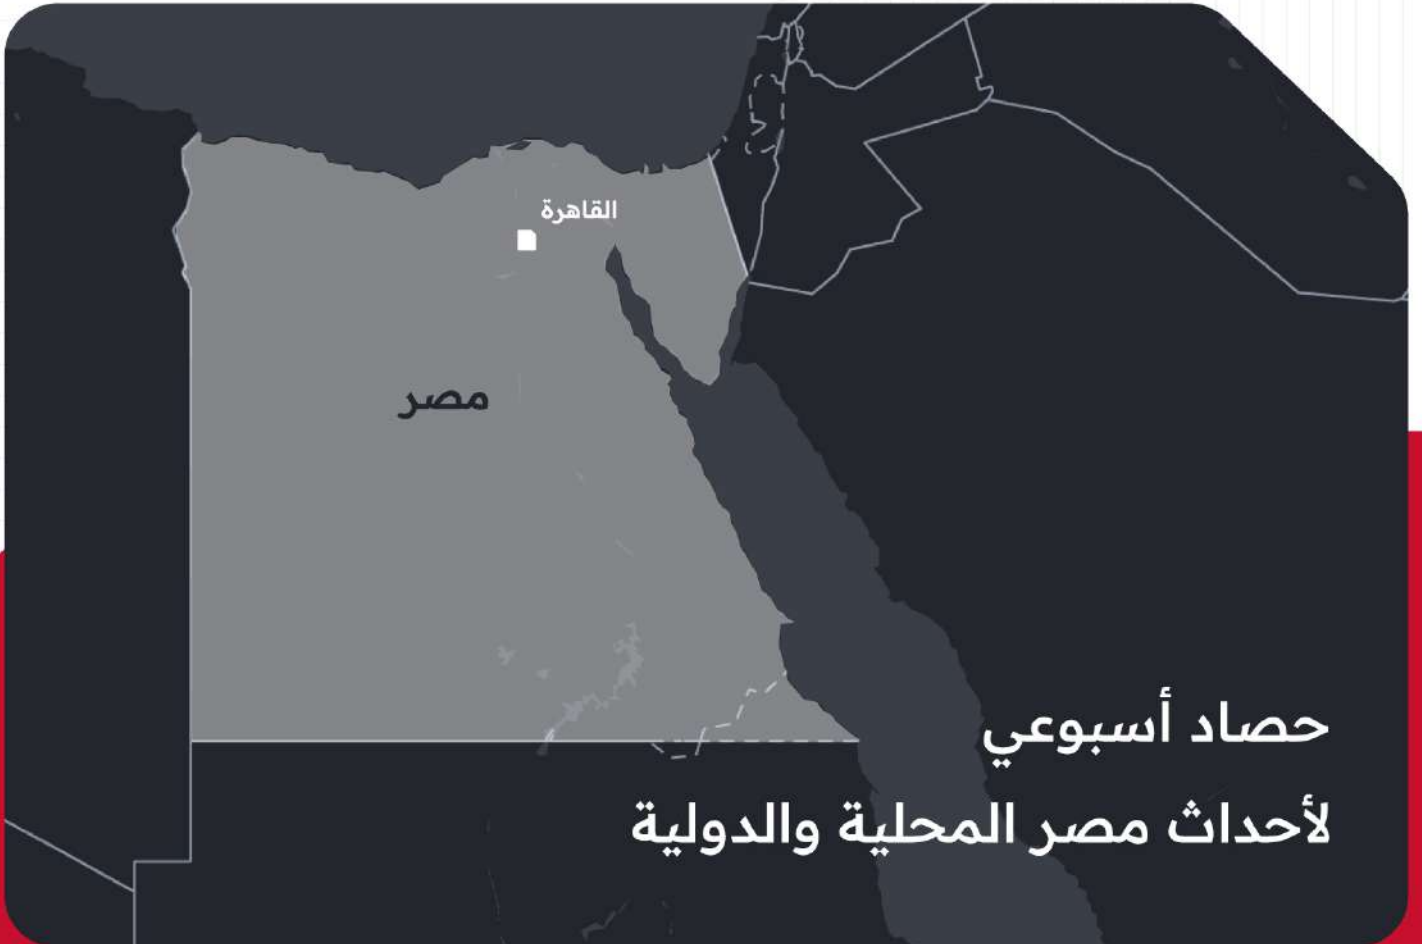 القاهرة
مصر
حصاد أسبوعي
لأحداث مصر المحلية والدولية